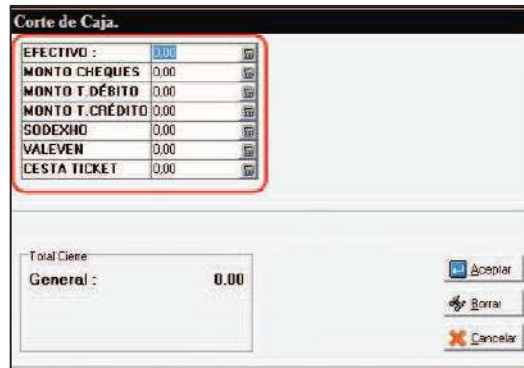 Corte de Caja.
EFECTIVO : 0,00
MONTO CHEQUES 0,00
MONTO T.DÉBITO 0,00
MONTO T.CRÉDITO 0,00
SODEXHO 0,00
VALEVEN 0,00
CESTA TICKET 0,00
Total Cierre
General : 0.00
Aceptar
Borrar
Cancelar